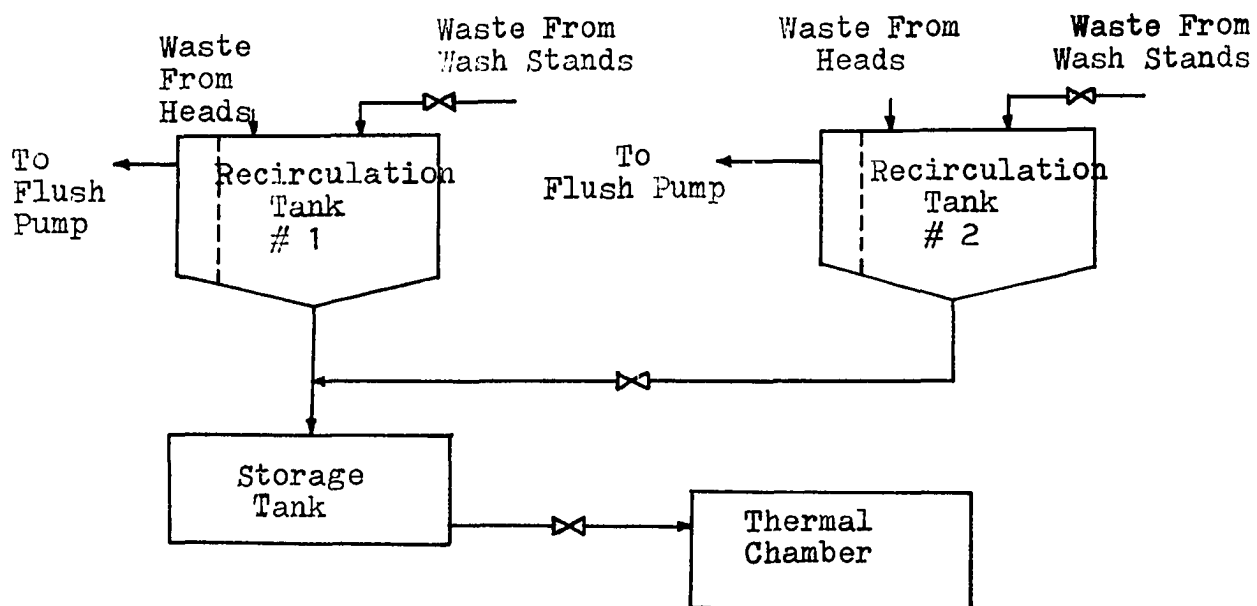 Waste
From
Heads
Waste From
Wash Stands
Waste From
Heads
Waste From
Wash Stands
To
Flush
Pump
Recirculation
Tank
# 1
To
Flush Pump
Recirculation
Tank
# 2
Storage
Tank
Thermal
Chamber